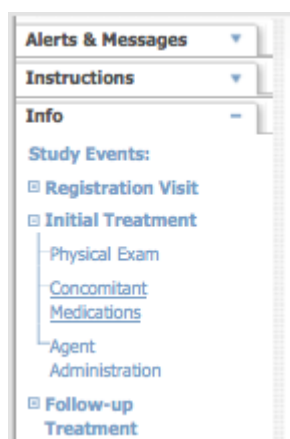 Alerts & Messages
Instructions
Info
Study Events:
Registration Visit
Initial Treatment
Physical Exam
Concomitant
Medications
Agent
Administration
Follow-up
Treatment